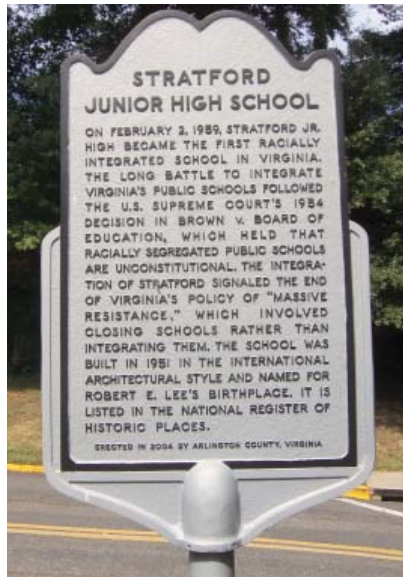 STRATFORD
JUNIOR HIGH SCHOOL
ON FEBRUARY 2, 1959, STRATFORD JR.
HIGH BECAME THE FIRST RACIALLY
INTEGRATED SCHOOL IN VIRGINIA.
THE LONG BATTLE TO INTEGRATE
VIRGINIA'S PUBLIC SCHOOLS FOLLOWED
THE U.S. SUPREME COURT'S 1954
DECISION IN BROWN V. BOARD OF
EDUCATION, WHICH HELD THAT
RACIALLY SEGREGATED PUBLIC SCHOOLS
ARE UNCONSTITUTIONAL. THE INTEGRA-
TION OF STRATFORD SIGNALED THE END
OF VIRGINIA'S POLICY OF "MASSIVE
RESISTANCE," WHICH INVOLVED
CLOSING SCHOOLS RATHER THAN
INTEGRATING THEM. THE SCHOOL WAS
BUILT IN 1951 IN THE INTERNATIONAL
ARCHITECTURAL STYLE AND NAMED FOR
ROBERT E. LEE'S BIRTHPLACE. IT IS
LISTED IN THE NATIONAL REGISTER OF
HISTORIC PLACES.
ERECTED IN 2004 BY ARLINGTON COUNTY, VIRGINIA